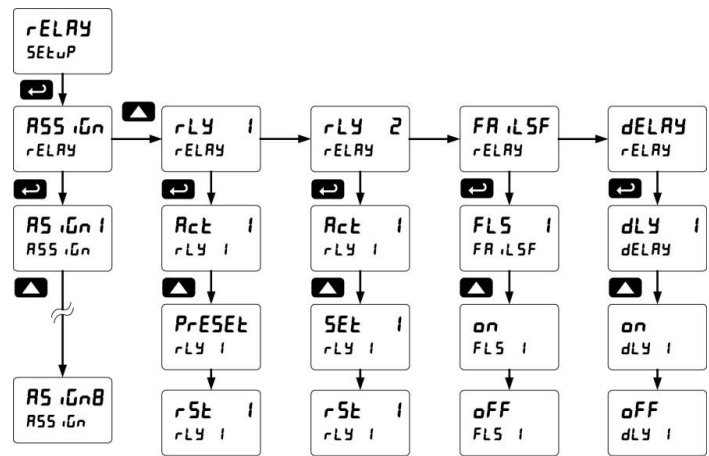 rELAY
SEtuP
ASSiGn
rELAY
rLY 1
rELAY
rLY 2
rELAY
FAiLSF
rELAY
dELAY
rELAY
ASiGn1
ASSiGn
Act 1
rLY 1
Act 1
rLY 1
FLS 1
FAiLSF
dLY 1
dELAY
PrESEt
rLY 1
SEt 1
rLY 1
on
FLS 1
on
dLY 1
ASiGn8
ASSiGn
rSt 1
rLY 1
rSt 1
rLY 1
oFF
FLS 1
oFF
dLY 1